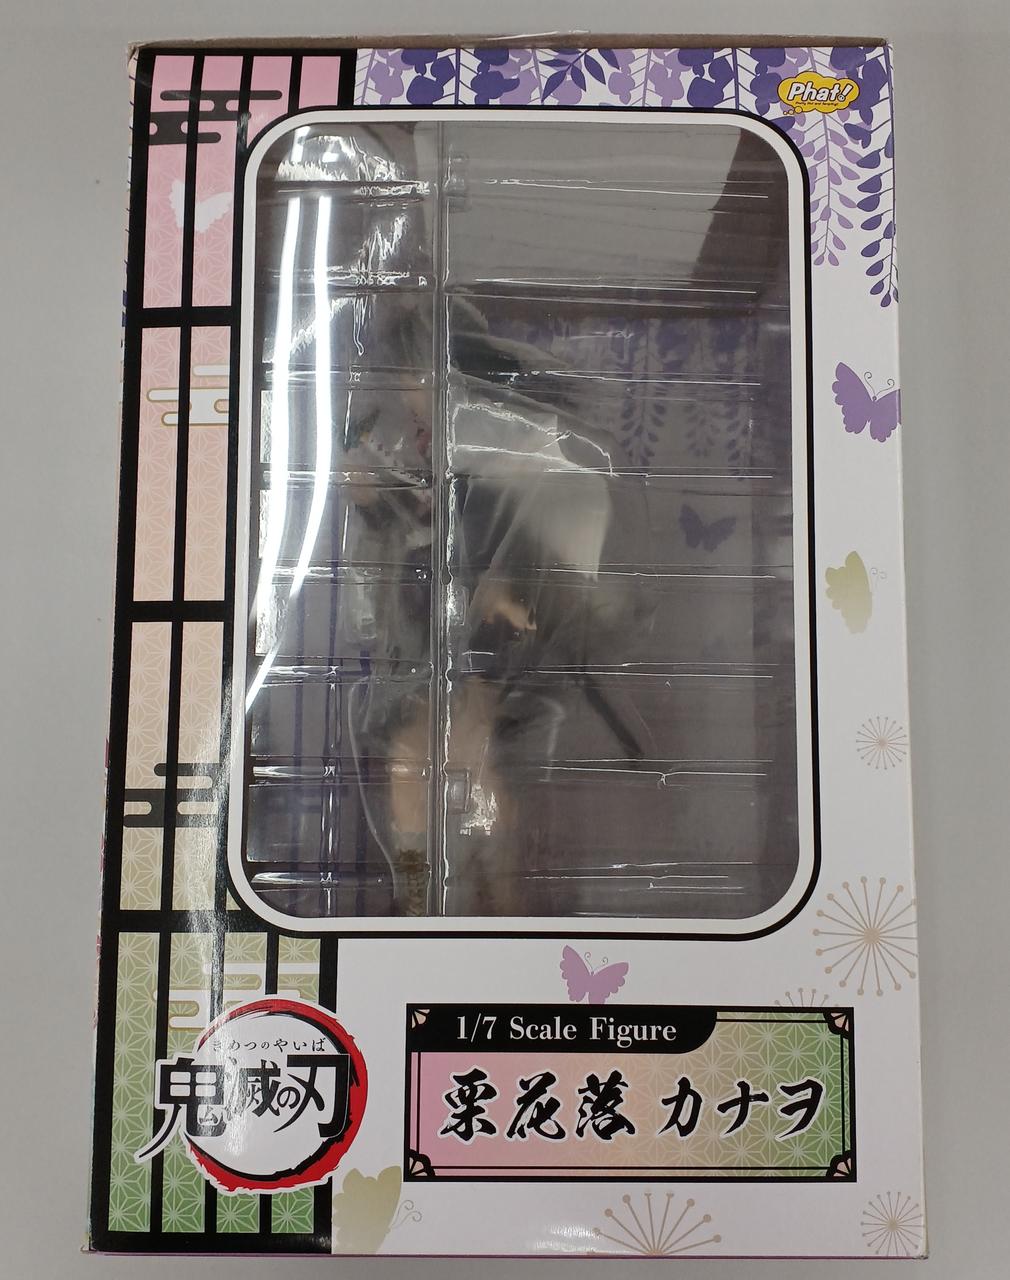 Phat!
きめつのやいば
鬼滅の刃
1/7 Scale Figure
栗花落 カナヲ